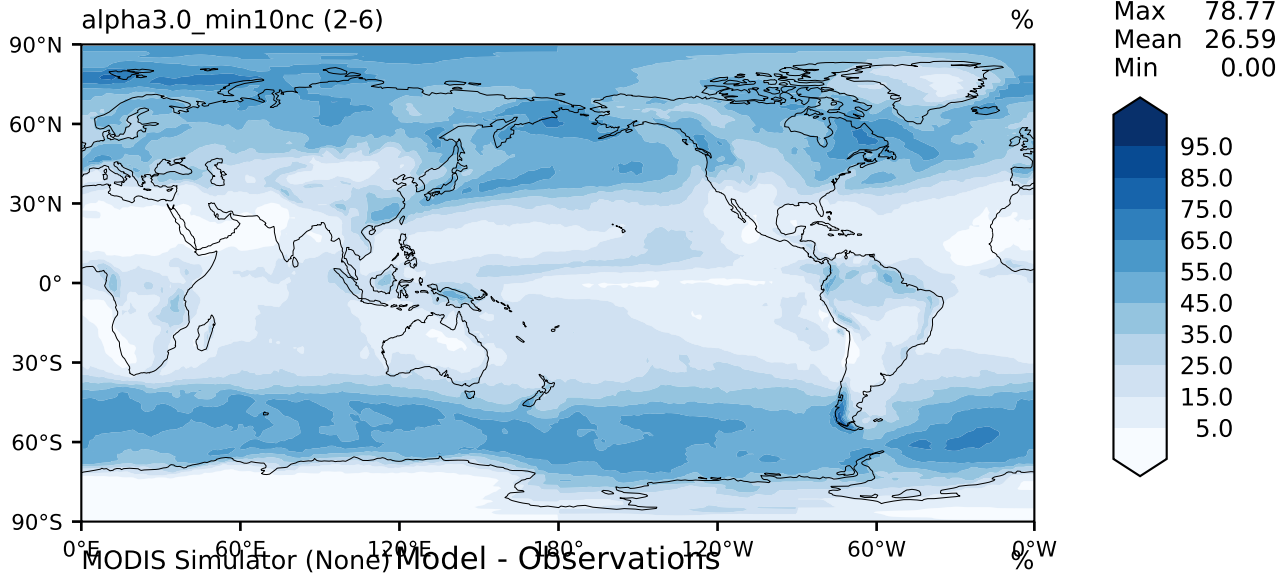 alpha3.0_min10nc (2-6) %
Max 78.77
Mean 26.59
Min 0.00
90°N
60°N
30°N
0°
30°S
60°S
90°S
0°E 60°E 120°E 180° 120°W 60°W 0°W
95.0
85.0
75.0
65.0
55.0
45.0
35.0
25.0
15.0
5.0
MODIS Simulator (None) Model - Observations %